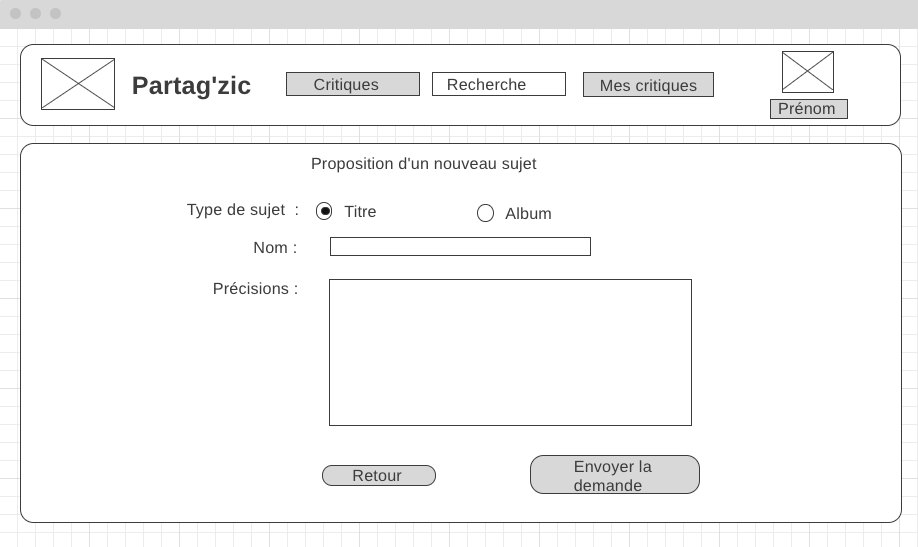 Partag'zic
Critiques
Recherche
Mes critiques
Prénom
Proposition d'un nouveau sujet
Type de sujet  :
Titre
Album
Nom :
Précisions :
Retour
Envoyer la
demande